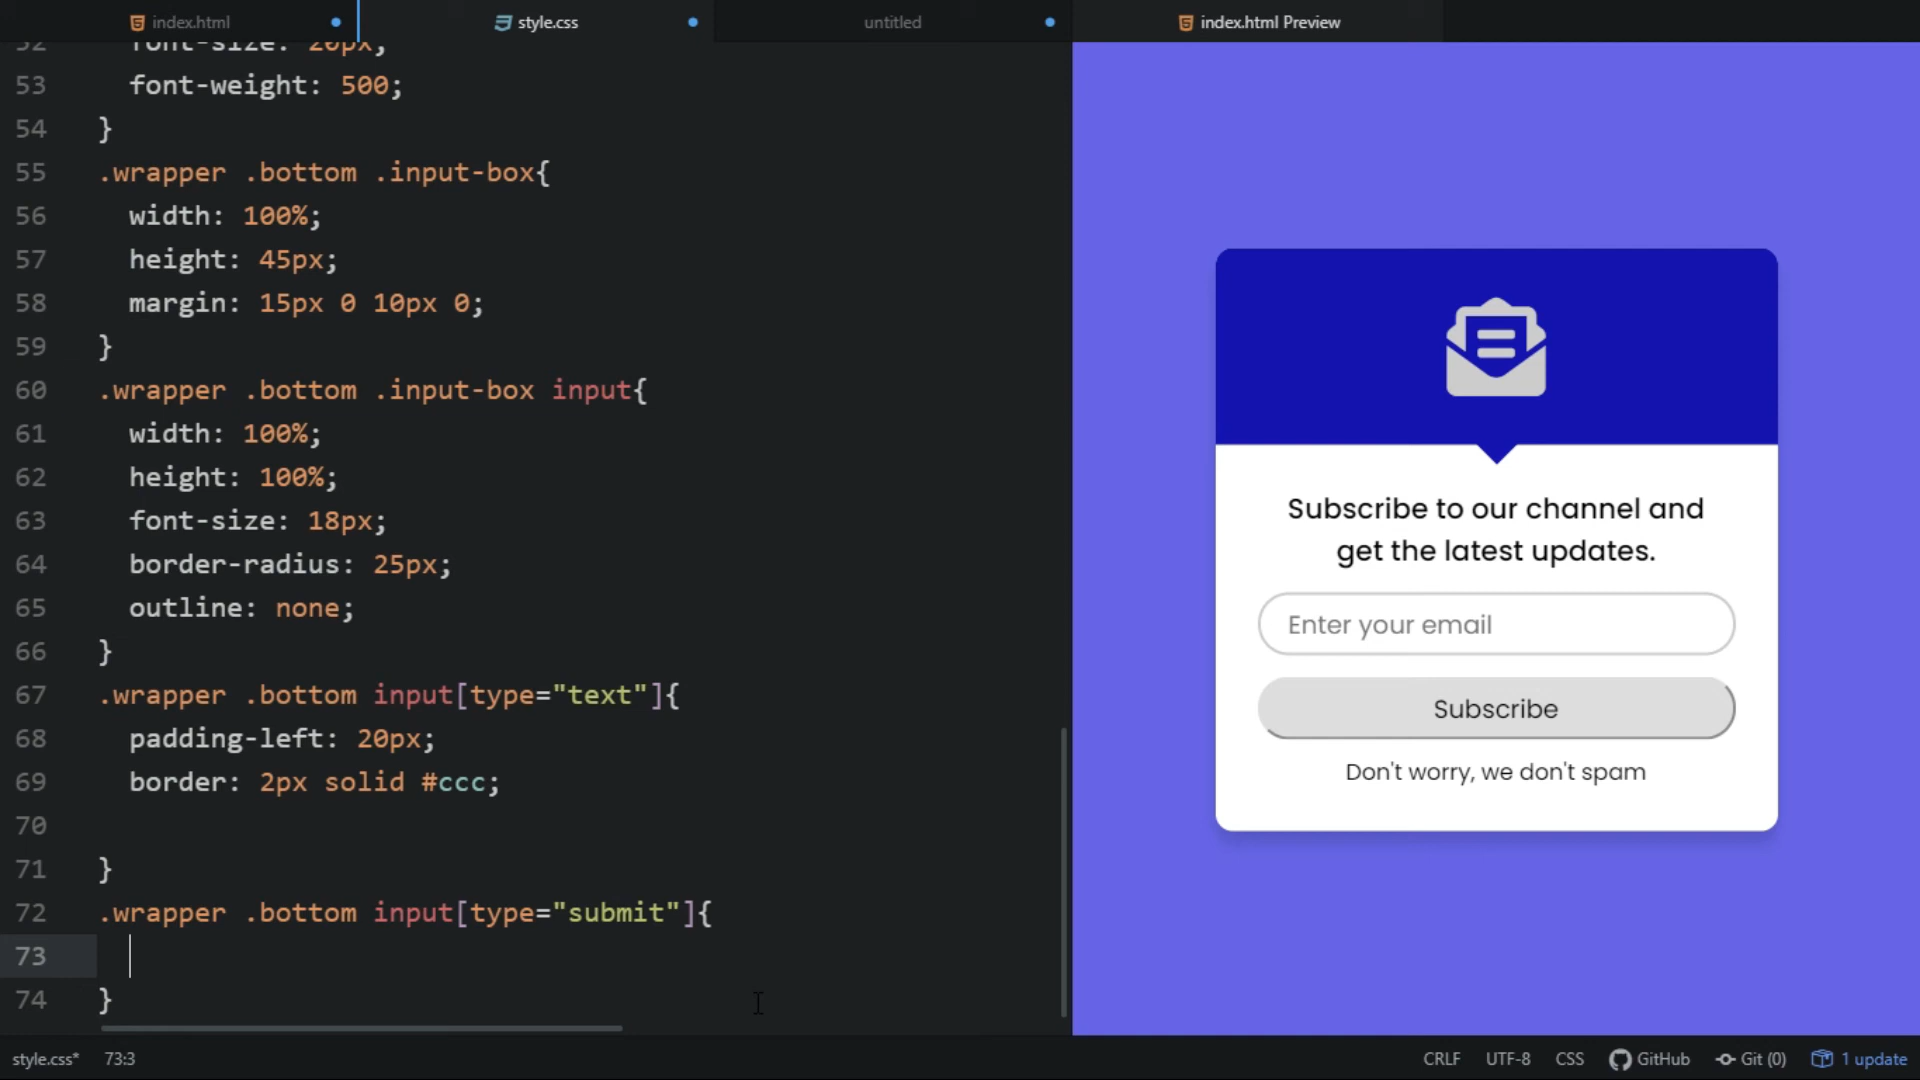 index.html
style.css
untitled
index.html Preview
52 font-size: 20px;
53 font-weight: 500;
54 }
55 .wrapper .bottom .input-box{
56 width: 100%;
57 height: 45px;
58 margin: 15px 0 10px 0;
59 }
60 .wrapper .bottom .input-box input{
61 width: 100%;
62 height: 100%;
63 font-size: 18px;
64 border-radius: 25px;
65 outline: none;
66 }
67 .wrapper .bottom input[type="text"]{
68 padding-left: 20px;
69 border: 2px solid #ccc;
70
71 }
72 .wrapper .bottom input[type="submit"]{
73
74 }
Subscribe to our channel and
get the latest updates.
Enter your email
Subscribe
Don't worry, we don't spam
style.css* 73:3
CRLF UTF-8 CSS GitHub Git (0) 1 update